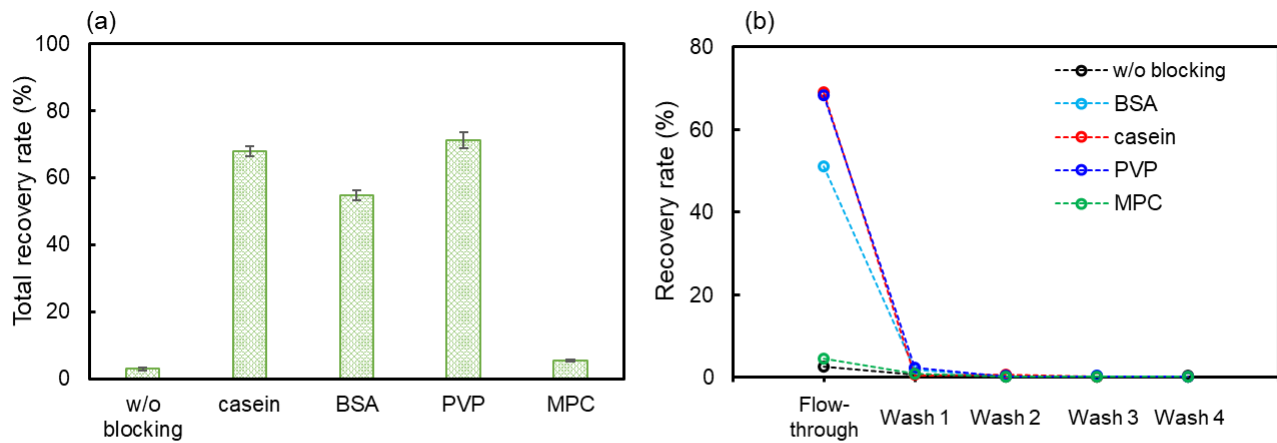 (a)
Total recovery rate (%)
100
80
60
40
20
0
w/o
blocking
casein
BSA
PVP
MPC
(b)
Recovery rate (%)
80
60
40
20
0
w/o blocking
BSA
casein
PVP
MPC
Flow-
through
Wash 1
Wash 2
Wash 3
Wash 4